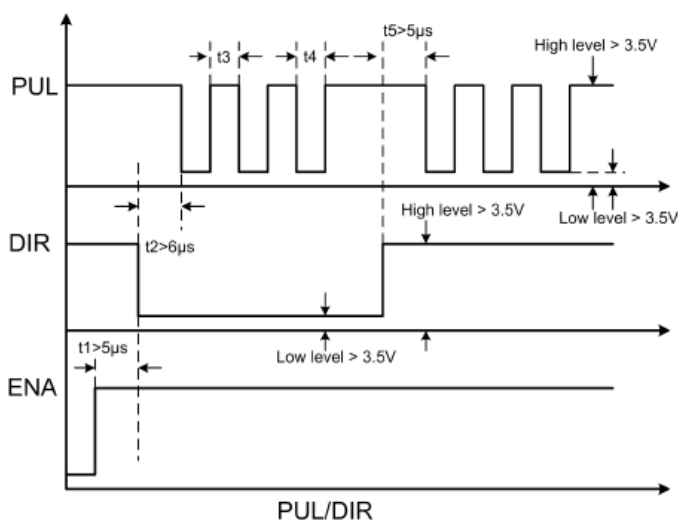 t5>5µs
High level > 3.5V
t3
t4
PUL
Low level > 3.5V
High level > 3.5V
DIR
t2>6µs
t1>5µs
Low level > 3.5V
ENA
PUL/DIR